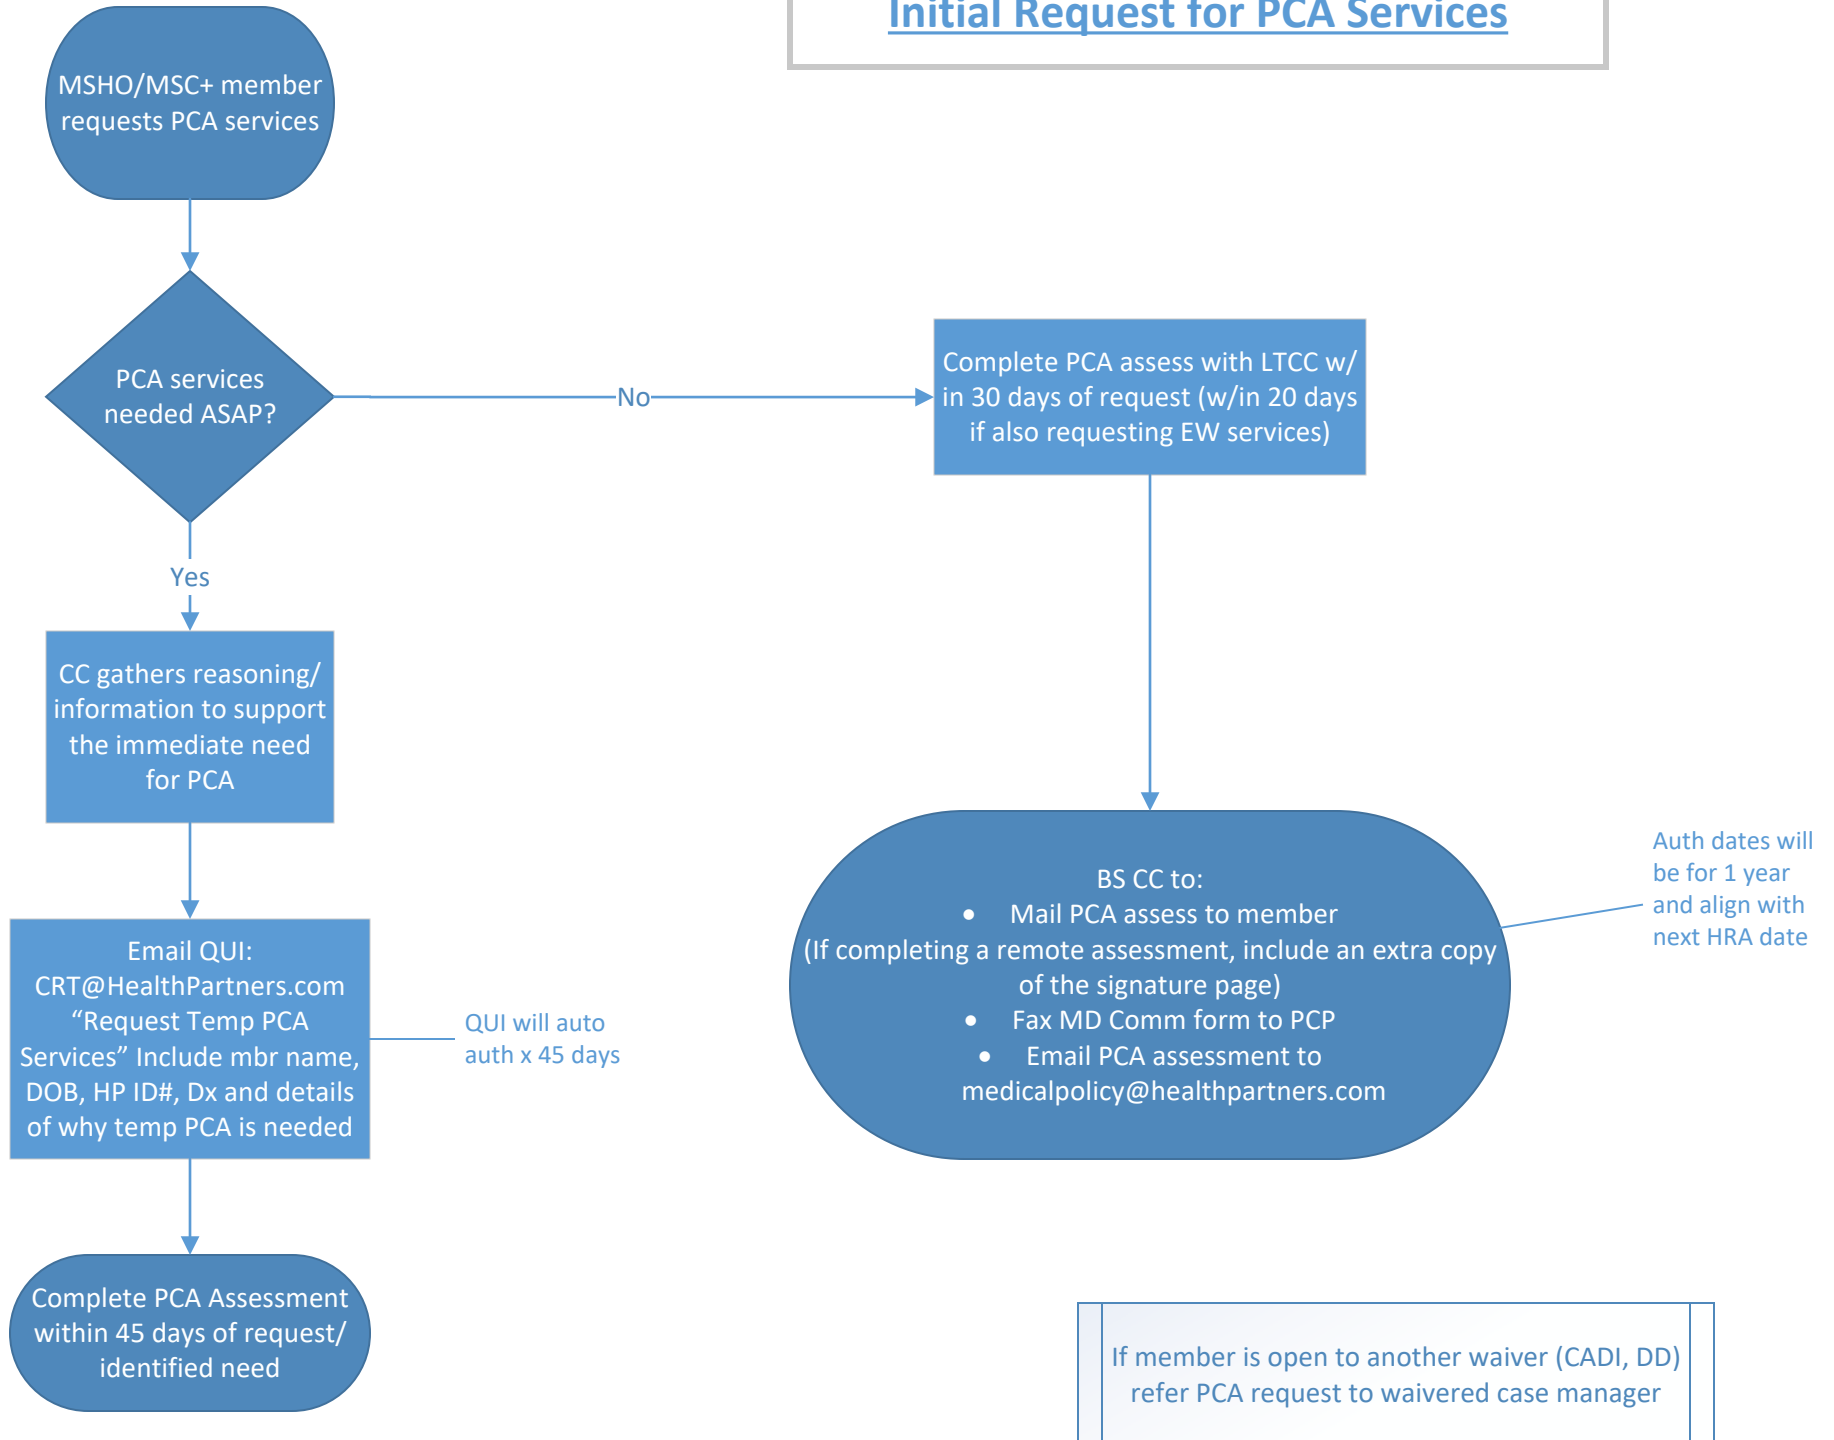 Initial Request for PCA Services
MSHO/MSC+ member
requests PCA services
PCA services
needed ASAP?
No
Complete PCA assess with LTCC w/
in 30 days of request (w/in 20 days
if also requesting EW services)
Yes
CC gathers reasoning/
information to support
the immediate need
for PCA
Email QUI:
CRT@HealthPartners.com
“Request Temp PCA
Services” Include mbr name,
DOB, HP ID#, Dx and details
of why temp PCA is needed
QUI will auto
auth x 45 days
Complete PCA Assessment
within 45 days of request/
identified need
BS CC to:
• Mail PCA assess to member
(If completing a remote assessment, include an extra copy
of the signature page)
• Fax MD Comm form to PCP
• Email PCA assessment to
medicalpolicy@healthpartners.com
Auth dates will
be for 1 year
and align with
next HRA date
If member is open to another waiver (CADI, DD)
refer PCA request to waivered case manager